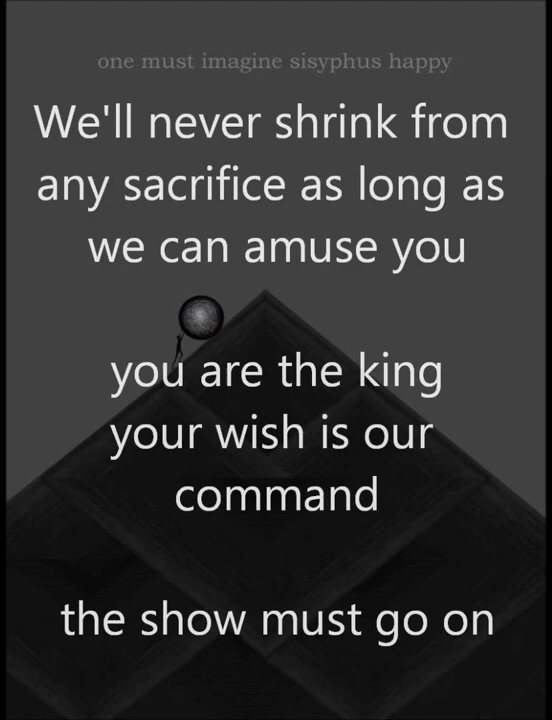 one must imagine sisyphus happy
We'll never shrink from
any sacrifice as long as
we can amuse you
you are the king
your wish is our
command
the show must go on